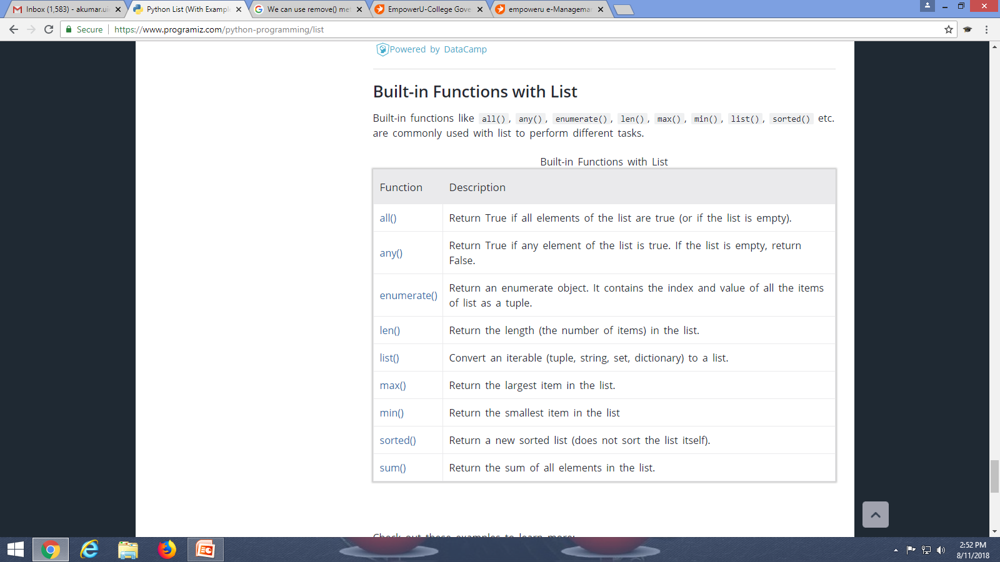 Inbox (1,583) - akumar.ui
Python List (With Exampl
We can use remove() me
EmpowerU-College Gove
empoweru e-Managema
Secure https://www.programiz.com/python-programming/list
Powered by DataCamp
Built-in Functions with List
Built-in functions like all(), any(), enumerate(), len(), max(), min(), list(), sorted() etc.
are commonly used with list to perform different tasks.
Built-in Functions with List
Function Description
all() Return True if all elements of the list are true (or if the list is empty).
any() Return True if any element of the list is true. If the list is empty, return
False.
enumerate() Return an enumerate object. It contains the index and value of all the items
of list as a tuple.
len() Return the length (the number of items) in the list.
list() Convert an iterable (tuple, string, set, dictionary) to a list.
max() Return the largest item in the list.
min() Return the smallest item in the list
sorted() Return a new sorted list (does not sort the list itself).
sum() Return the sum of all elements in the list.
Check out these examples to learn more:
2:52 PM
8/11/2018